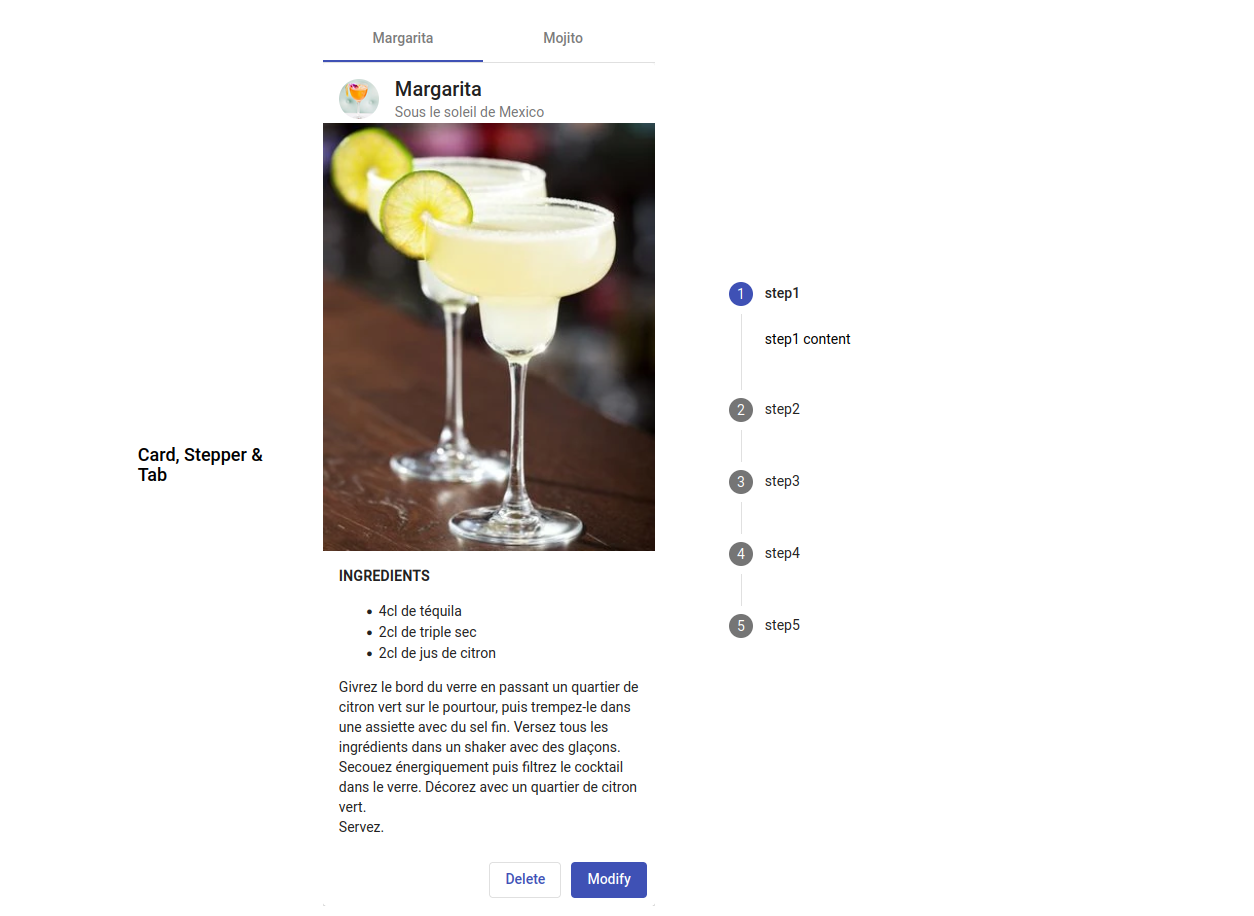 Margarita
Mojito
Margarita
Sous le soleil de Mexico
Card, Stepper &
Tab
INGREDIENTS
4cl de téquila
2cl de triple sec
2cl de jus de citron
Givrez le bord du verre en passant un quartier de
citron vert sur le pourtour, puis trempez-le dans
une assiette avec du sel fin. Versez tous les
ingrédients dans un shaker avec des glaçons.
Secouez énergiquement puis filtrez le cocktail
dans le verre. Décorez avec un quartier de citron
vert.
Servez.
Delete
Modify
1 step1
step1 content
2 step2
3 step3
4 step4
5 step5